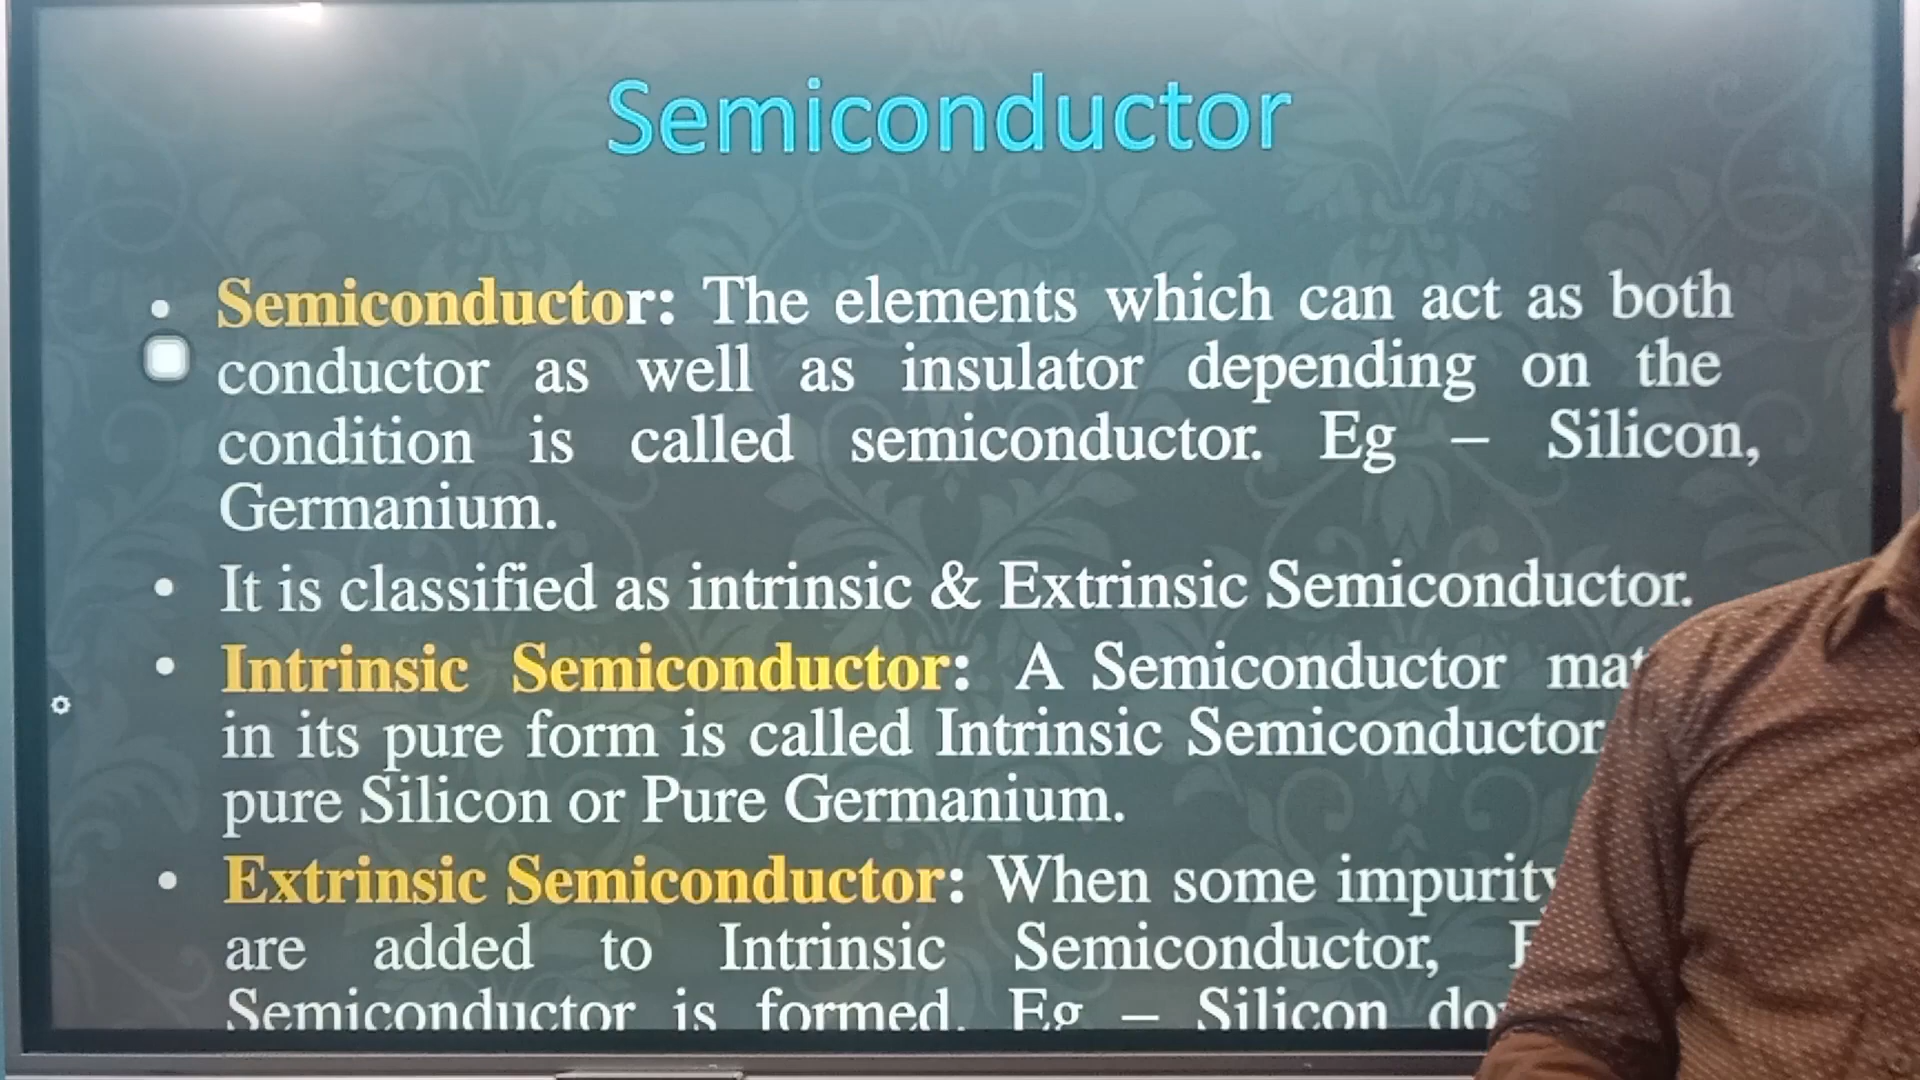 Semiconductor
• Semiconductor: The elements which can act as both
conductor as well as insulator depending on the
condition is called semiconductor. Eg – Silicon,
Germanium.
• It is classified as intrinsic & Extrinsic Semiconductor.
• Intrinsic Semiconductor: A Semiconductor
in its pure form is called Intrinsic Semiconductor
pure Silicon or Pure Germanium.
• Extrinsic Semiconductor: When some impurity
are added to Intrinsic Semiconductor,
Semiconductor is formed. Eg – Silicon